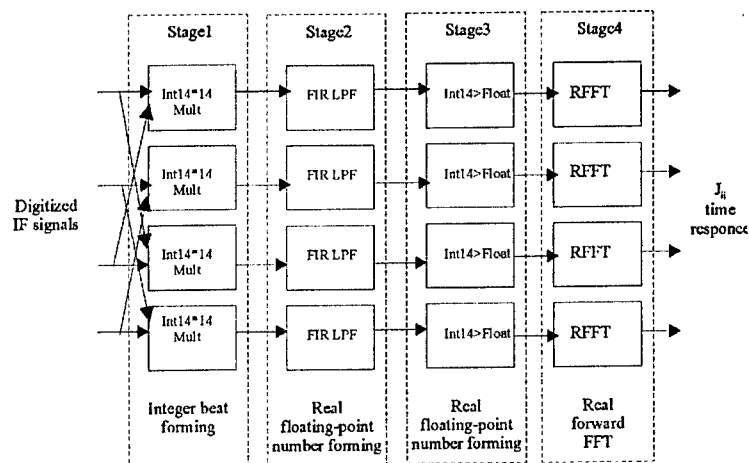 Stage1 Stage2 Stage3 Stage4
Int14*14 Mult
FIR LPF
Int14>Float
RFFT
Int14*14 Mult
FIR LPF
Int14>Float
RFFT
Digitized
IF signals
J_ij
time
responce
Int14*14 Mult
FIR LPF
Int14>Float
RFFT
Int14*14 Mult
FIR LPF
Int14>Float
RFFT
Integer beat
forming
Real
floating-point
number forming
Real
floating-point
number forming
Real
forward
FFT